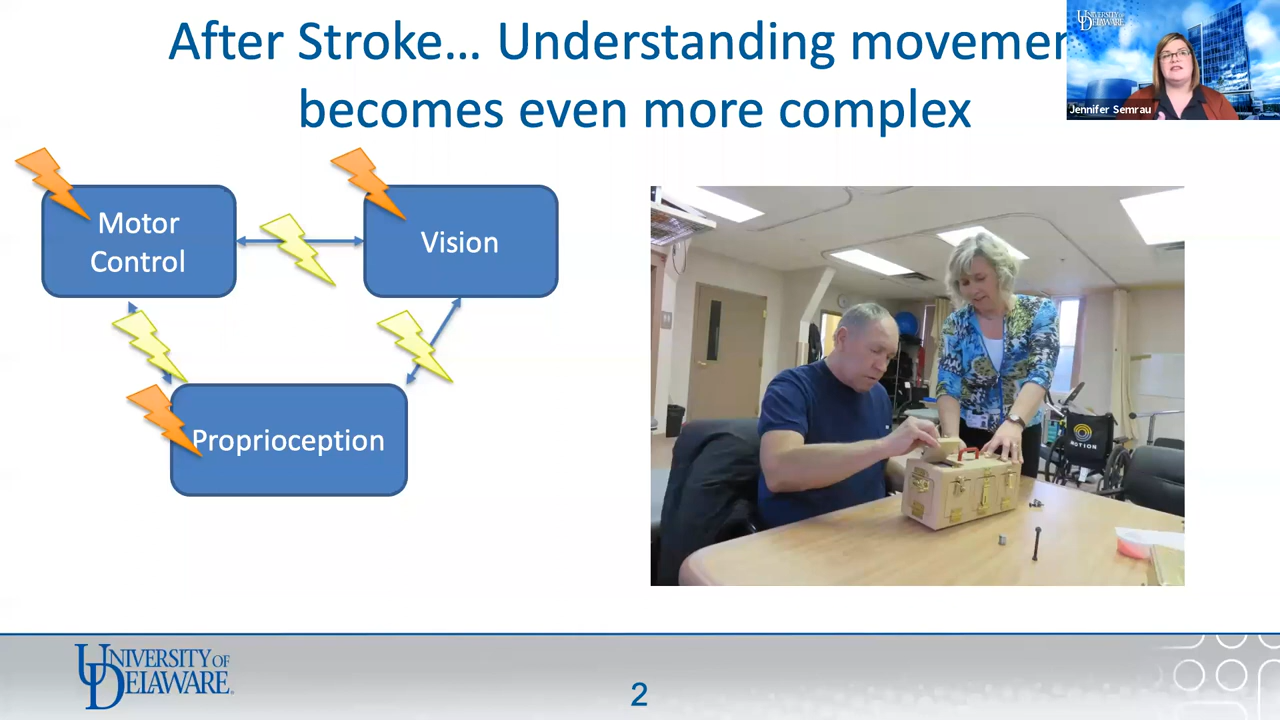 After Stroke... Understanding movemen
becomes even more complex
UNIVERSITY OF
DELAWARE
Jennifer Semrau
Motor
Control
Vision
Proprioception
MOTION
UNIVERSITY OF
DELAWARE
2